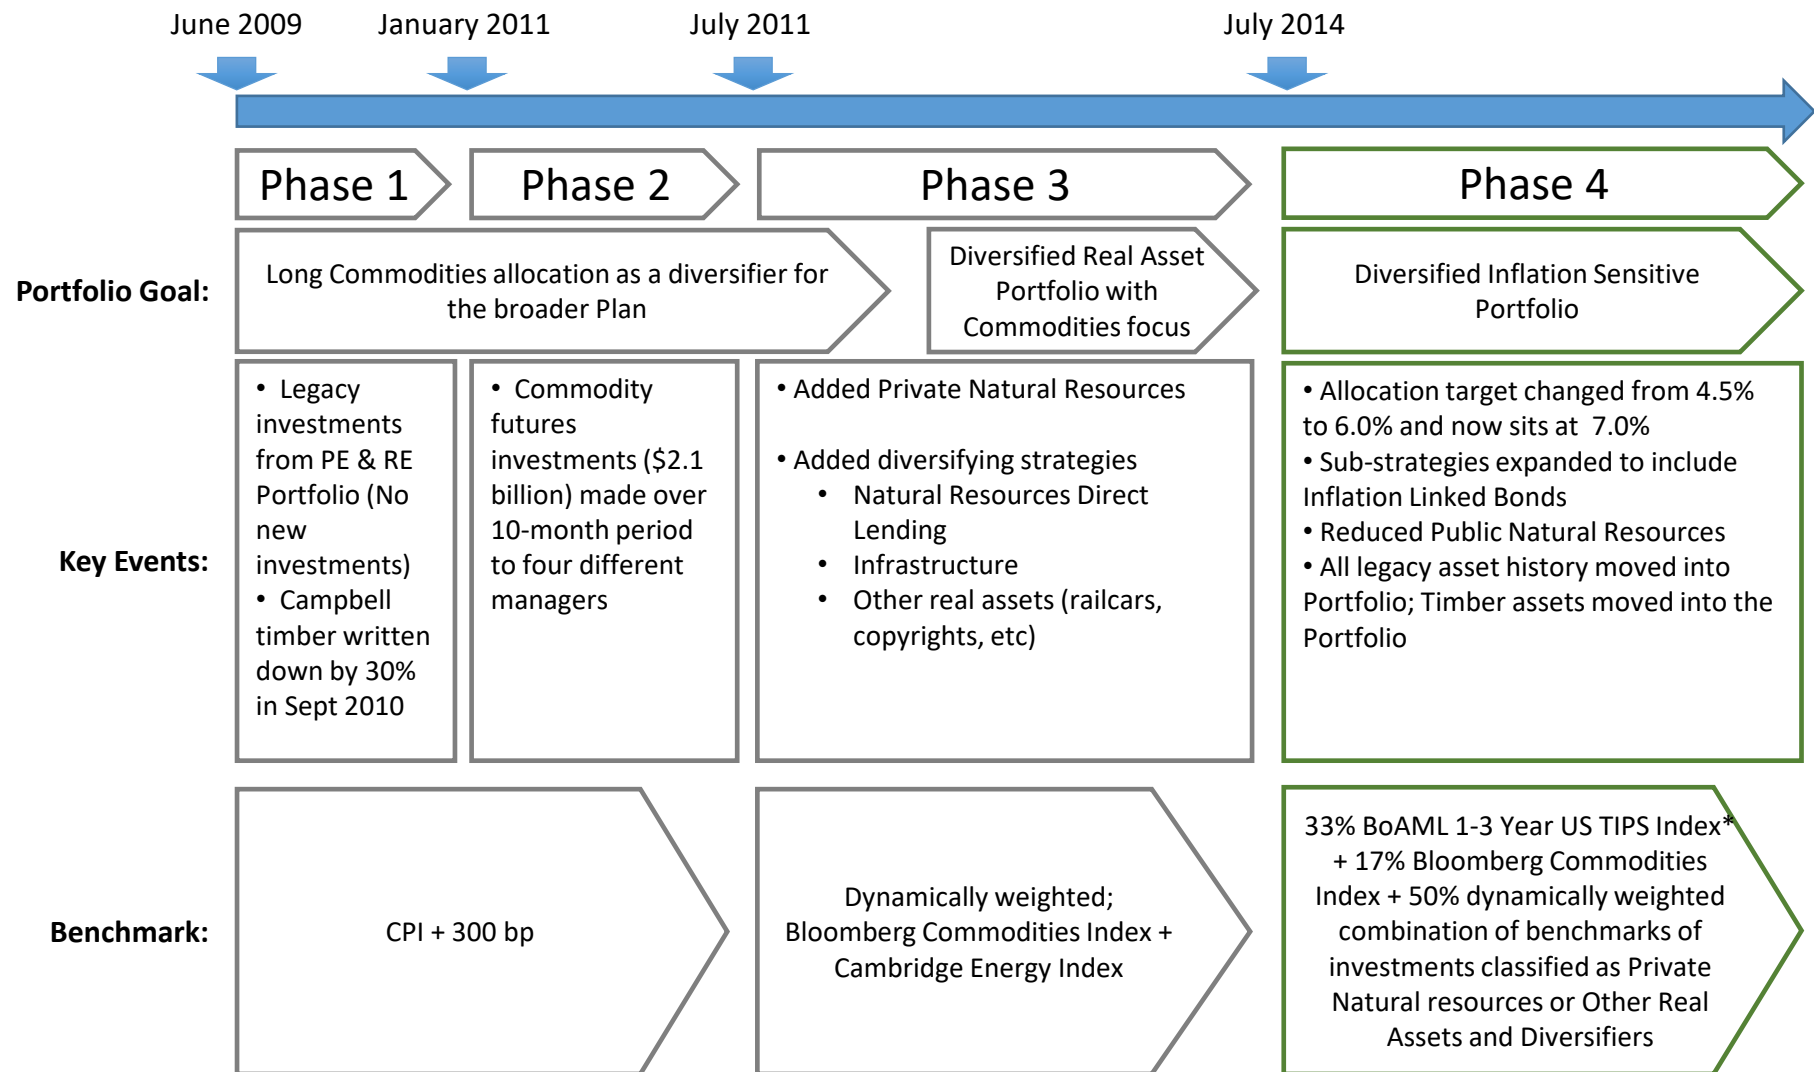 June 2009
January 2011
July 2011
July 2014
Phase 1
Phase 2
Phase 3
Phase 4
Portfolio Goal:
Long Commodities allocation as a diversifier for
the broader Plan
Diversified Real Asset
Portfolio with
Commodities focus
Diversified Inflation Sensitive
Portfolio
Key Events:
• Legacy
investments
from PE & RE
Portfolio (No
new
investments)
• Campbell
timber written
down by 30%
in Sept 2010
• Commodity
futures
investments ($2.1
billion) made over
10-month period
to four different
managers
• Added Private Natural Resources
• Added diversifying strategies
• Natural Resources Direct
Lending
• Infrastructure
• Other real assets (railcars,
copyrights, etc)
• Allocation target changed from 4.5%
to 6.0% and now sits at 7.0%
• Sub-strategies expanded to include
Inflation Linked Bonds
• Reduced Public Natural Resources
• All legacy asset history moved into
Portfolio; Timber assets moved into the
Portfolio
Benchmark:
CPI + 300 bp
Dynamically weighted;
Bloomberg Commodities Index +
Cambridge Energy Index
33% BoAML 1-3 Year US TIPS Index*
+ 17% Bloomberg Commodities
Index + 50% dynamically weighted
combination of benchmarks of
investments classified as Private
Natural resources or Other Real
Assets and Diversifiers